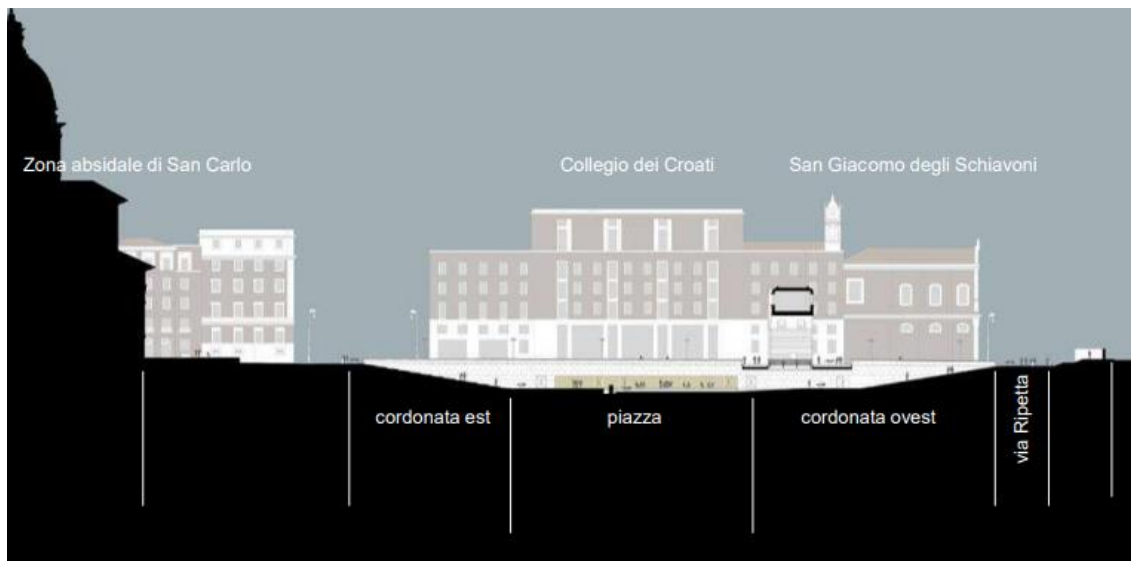 Zona absidale di San Carlo
Collegio dei Croati
San Giacomo degli Schiavoni
cordonata est
piazza
cordonata ovest
via Ripetta